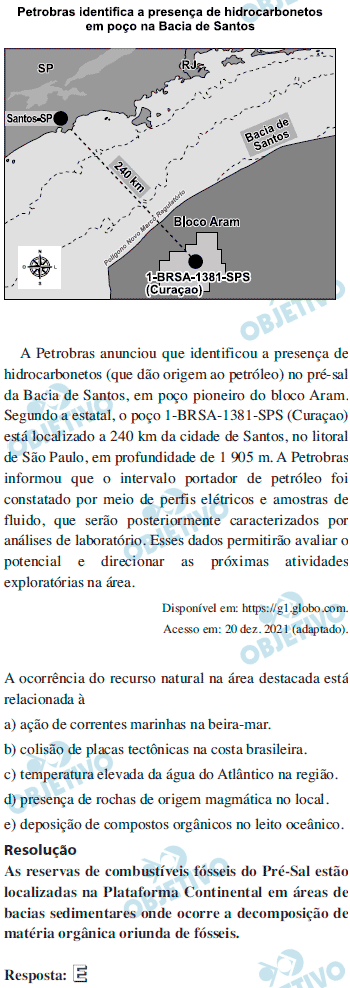 Petrobras identifica a presença de hidrocarbonetos
em poço na Bacia de Santos
SP
RJ
Santos-SP
Bacia de
Santos
240 km
Polígono Novo Marco Regulatório
Bloco Aram
N
O
L
S
1-BRSA-1381-SPS
(Curaçao)
OBJETIVO
A Petrobras anunciou que identificou a presença de
hidrocarbonetos (que dão origem ao petróleo) no pré-sal
da Bacia de Santos, em poço pioneiro do bloco Aram.
Segundo a estatal, o poço 1-BRSA-1381-SPS (Curaçao)
está localizado a 240 km da cidade de Santos, no litoral
de São Paulo, em profundidade de 1 905 m. A Petrobras
informou que o intervalo portador de petróleo foi
constatado por meio de perfis elétricos e amostras de
fluido, que serão posteriormente caracterizados por
análises de laboratório. Esses dados permitirão avaliar o
potencial e direcionar as próximas atividades
exploratórias na área.
Disponível em: https://g1.globo.com.
Acesso em: 20 dez. 2021 (adaptado).
A ocorrência do recurso natural na área destacada está
relacionada à
a) ação de correntes marinhas na beira-mar.
b) colisão de placas tectônicas na costa brasileira.
c) temperatura elevada da água do Atlântico na região.
d) presença de rochas de origem magmática no local.
e) deposição de compostos orgânicos no leito oceânico.
Resolução
As reservas de combustíveis fósseis do Pré-Sal estão
localizadas na Plataforma Continental em áreas de
bacias sedimentares onde ocorre a decomposição de
matéria orgânica oriunda de fósseis.
Resposta: E